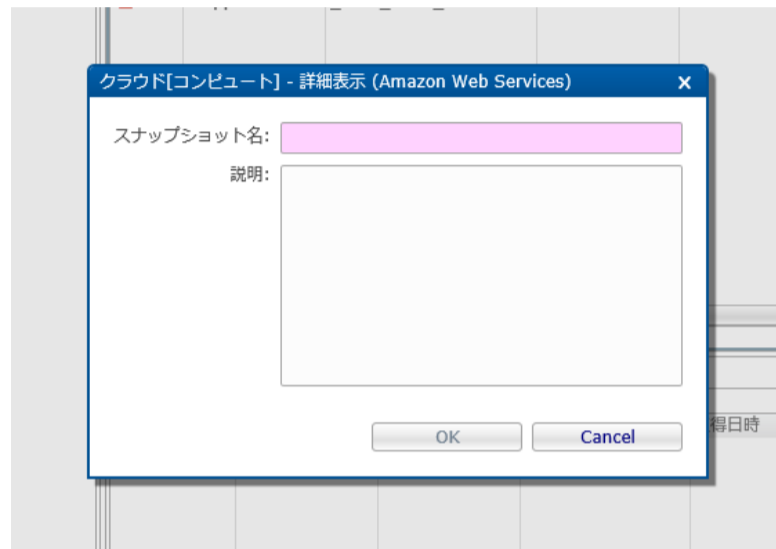 クラウド[コンピュート] - 詳細表示 (Amazon Web Services)
スナップショット名:
説明:
OK
Cancel
得日時